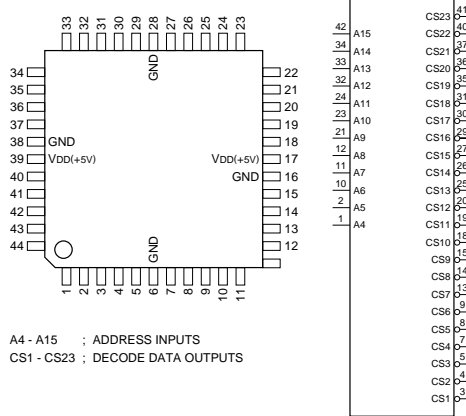 33 32 31 30 29 28 27 26 25 24 23
GND
34
35
36
37
38 GND
39 VDD(+5V)
40
41
42
43
44
22
21
20
19
18
VDD(+5V) 17
GND 16
15
14
13
12
GND
1 2 3 4 5 6 7 8 9 10 11
A4 - A15 ; ADDRESS INPUTS
CS1 - CS23 ; DECODE DATA OUTPUTS
42 A15
34 A14
33 A13
32 A12
24 A11
23 A10
21 A9
12 A8
11 A7
10 A6
2 A5
1 A4
CS23 41
CS22 40
CS21 37
CS20 36
CS19 35
CS18 31
CS17 30
CS16 29
CS15 27
CS14 26
CS13 25
CS12 20
CS11 19
CS10 18
CS9 15
CS8 14
CS7 13
CS6 9
CS5 8
CS4 7
CS3 5
CS2 4
CS1 3